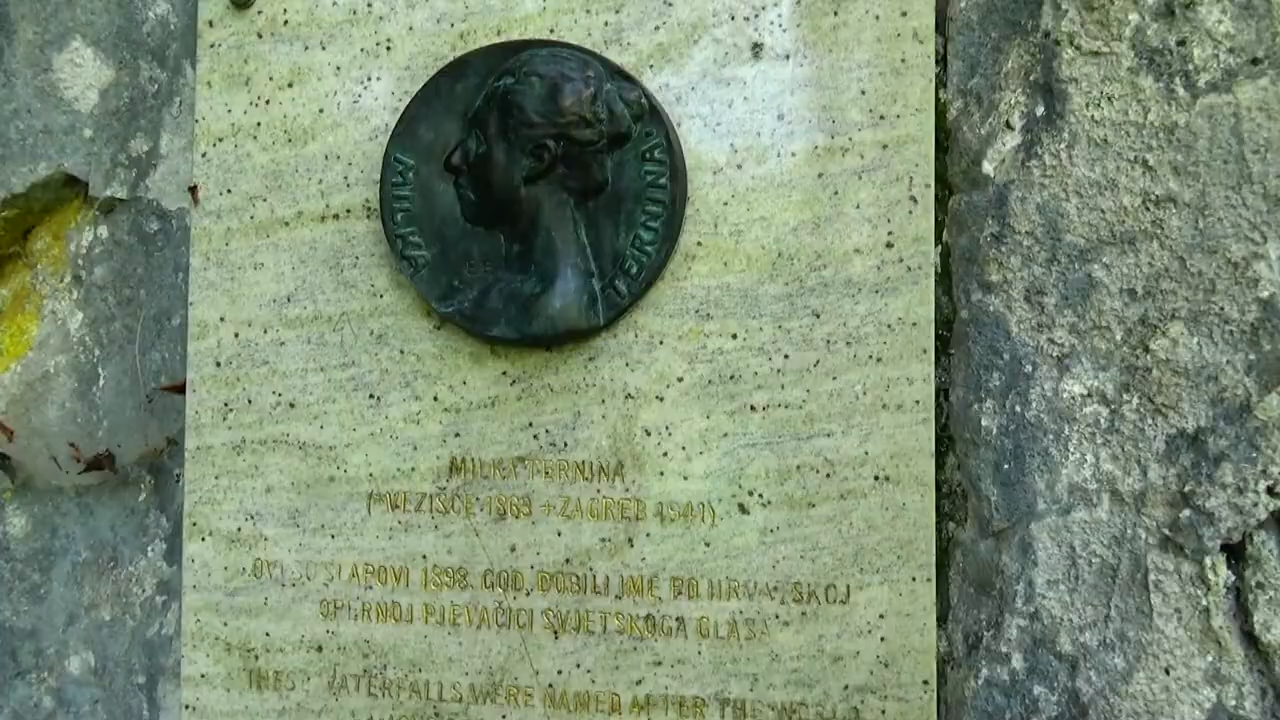 MILKA TERNINA
MILKA TERNINA
(*VEZIŠĆE 1863 +ZAGREB 1941)
OVI SU SLAPOVI 1898. GOD. DOBILI IME PO HRVATSKOJ
OPERNOJ PJEVAČICI SVJETSKOGA GLASA
THESE WATERFALLS WERE NAMED AFTER THE WORLD